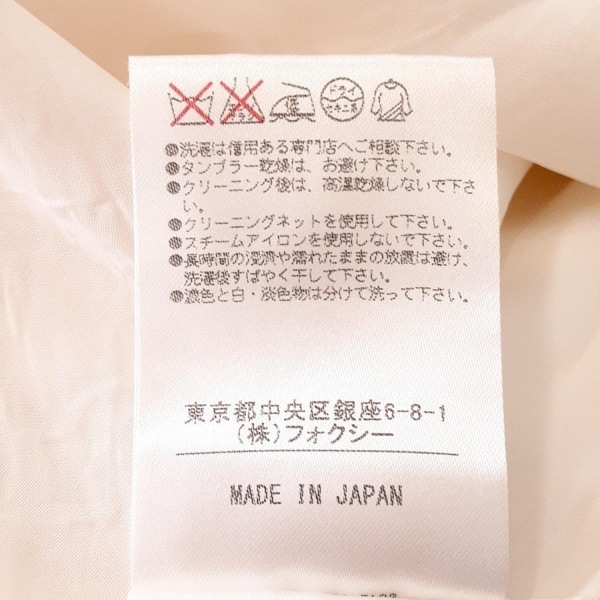 低
ドライ
セキユ系
●洗濯は信用ある専門店へご相談下さい。
●タンブラー乾燥は、お避け下さい。
●クリーニング後は、高温乾燥しないで下さ
い。
●クリーニングネットを使用して下さい。
●スチームアイロンを使用しないで下さい。
●長時間の浸漬や濡れたままの放置は避け、
洗濯後すばやく干して下さい。
●濃色と白・淡色物は分けて洗って下さい。
東京都中央区銀座6-8-1
(株)フォクシー
MADE IN JAPAN